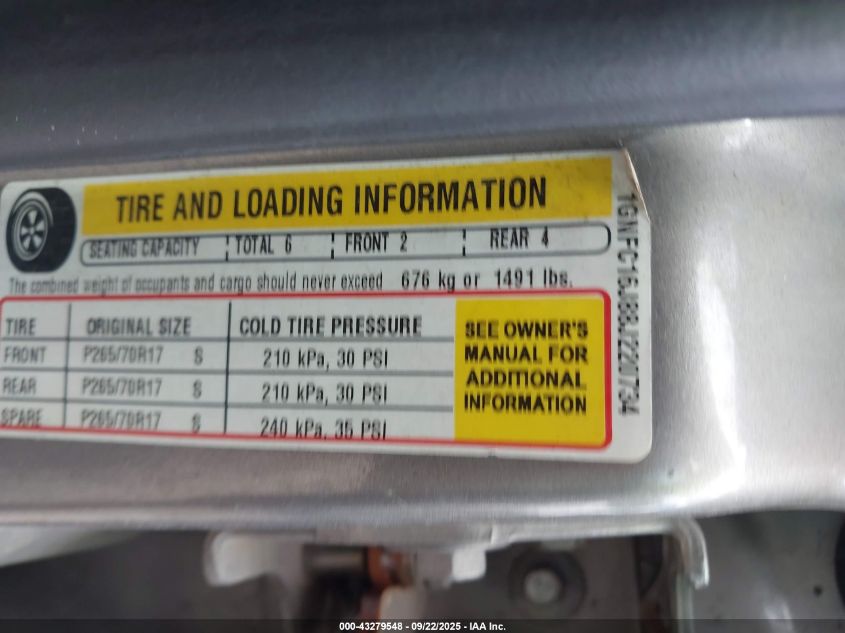 TIRE AND LOADING INFORMATION
SEATING CAPACITY TOTAL 6 FRONT 2 REAR 4
The combined weight of occupants and cargo should never exceed 676 kg or 1491 lbs.
TIRE ORIGINAL SIZE COLD TIRE PRESSURE
FRONT P265/70R17 S 210 kPa, 30 PSI
REAR P265/70R17 S 210 kPa, 30 PSI
SPARE P265/70R17 S 240 kPa, 35 PSI
SEE OWNER'S
MANUAL FOR
ADDITIONAL
INFORMATION
1GNFC16J88J220734
000-43279548 - 09/22/2025 - IAA Inc.